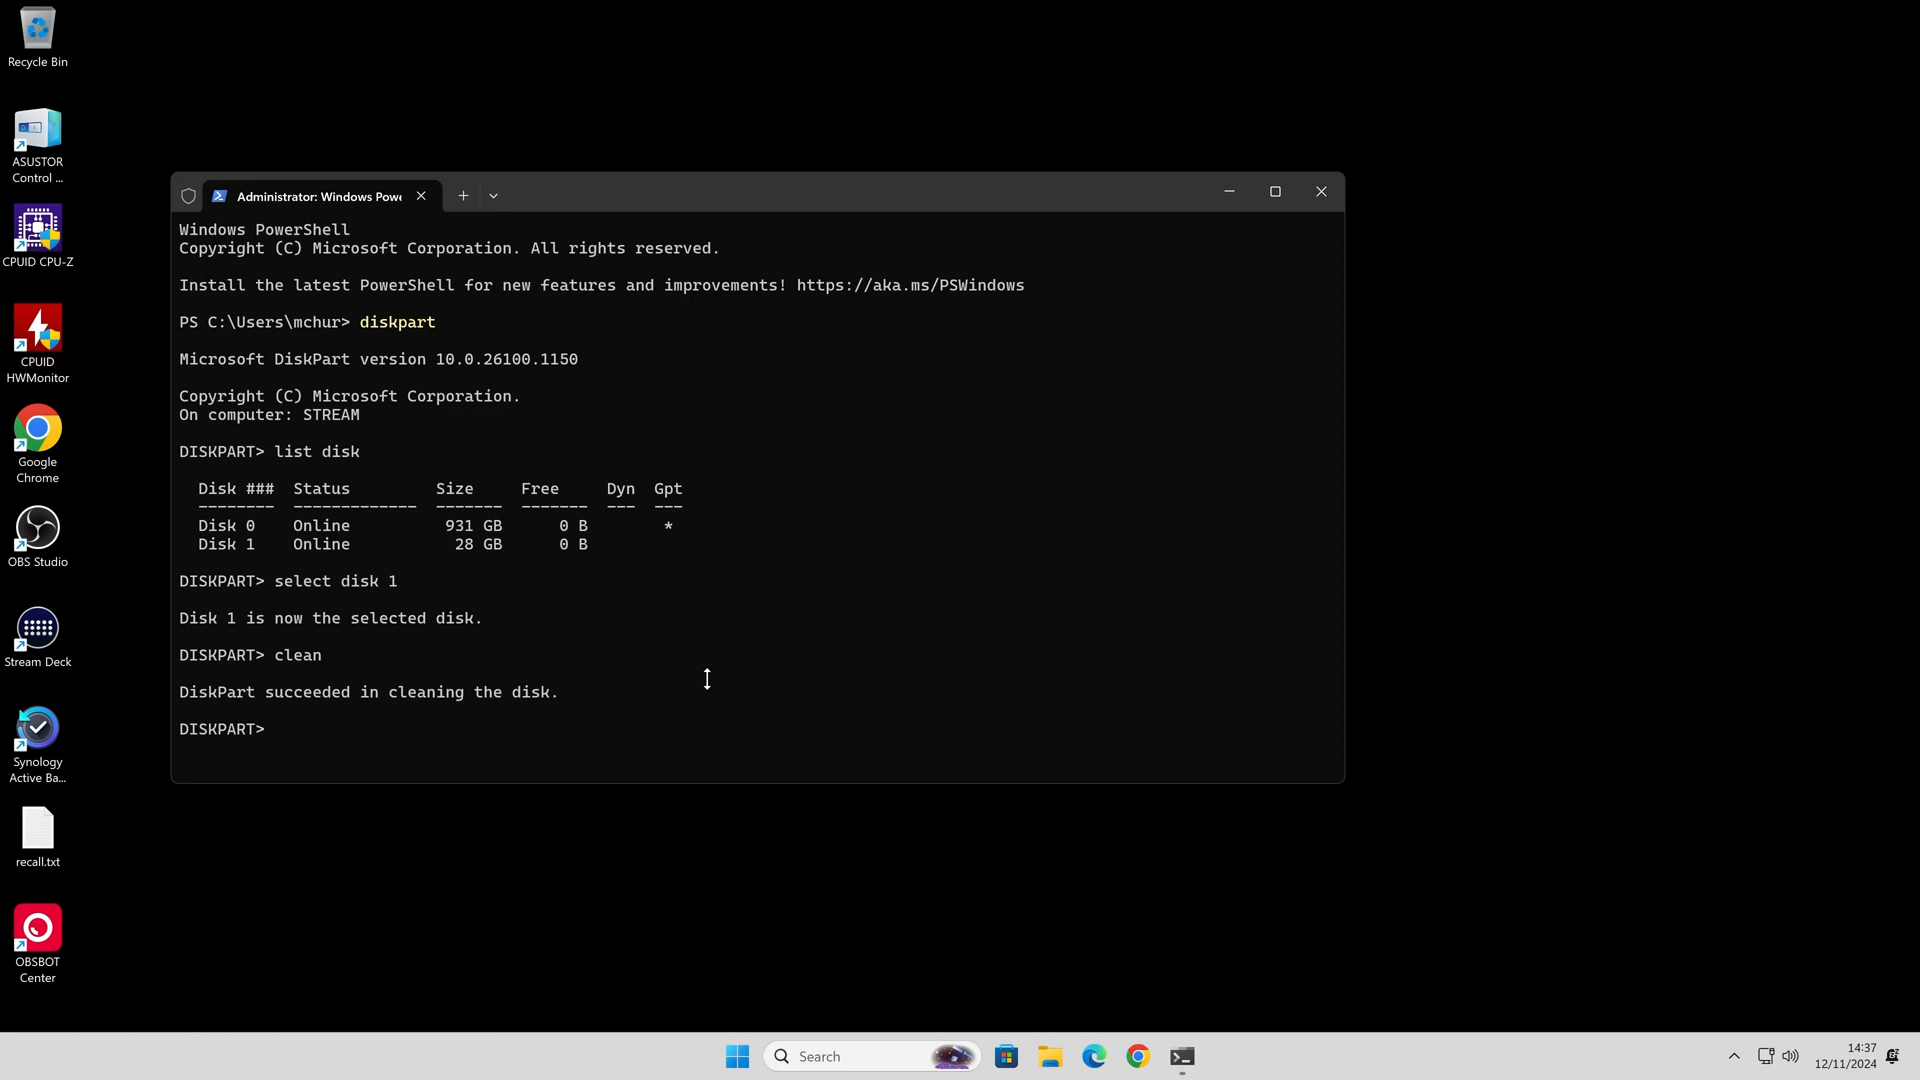 Recycle Bin
ASUSTOR
Control ...
CPUID CPU-Z
CPUID
HWMonitor
Google
Chrome
OBS Studio
Stream Deck
Synology
Active Ba...
recall.txt
OBSBOT
Center
Administrator: Windows Powe
Windows PowerShell
Copyright (C) Microsoft Corporation. All rights reserved.
Install the latest PowerShell for new features and improvements! https://aka.ms/PSWindows
PS C:\Users\mchur> diskpart
Microsoft DiskPart version 10.0.26100.1150
Copyright (C) Microsoft Corporation.
On computer: STREAM
DISKPART> list disk
  Disk ###  Status         Size     Free     Dyn  Gpt
  --------  -------------  -------  -------  ---  ---
  Disk 0    Online          931 GB      0 B        *
  Disk 1    Online           28 GB      0 B
DISKPART> select disk 1
Disk 1 is now the selected disk.
DISKPART> clean
DiskPart succeeded in cleaning the disk.
DISKPART>
Search
14:37
12/11/2024